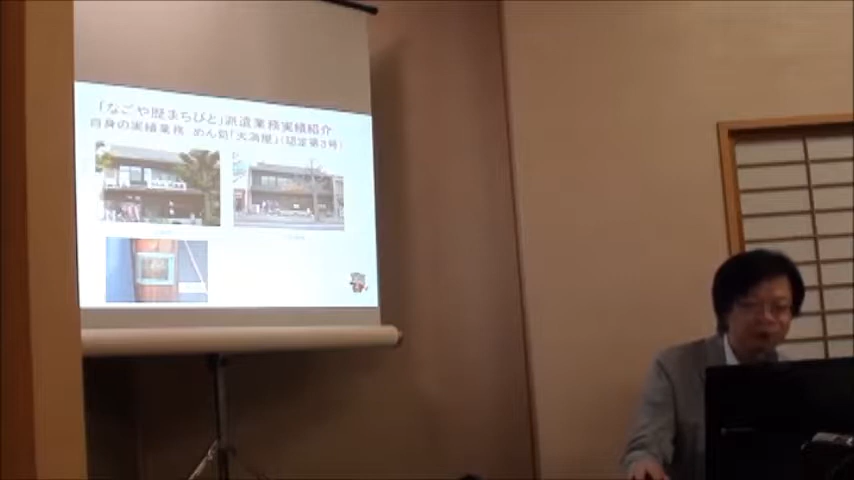 「なごや歴まちびと」派遣業務実績紹介
自身の実績業務 めん処「大満屋」(認定第3号)